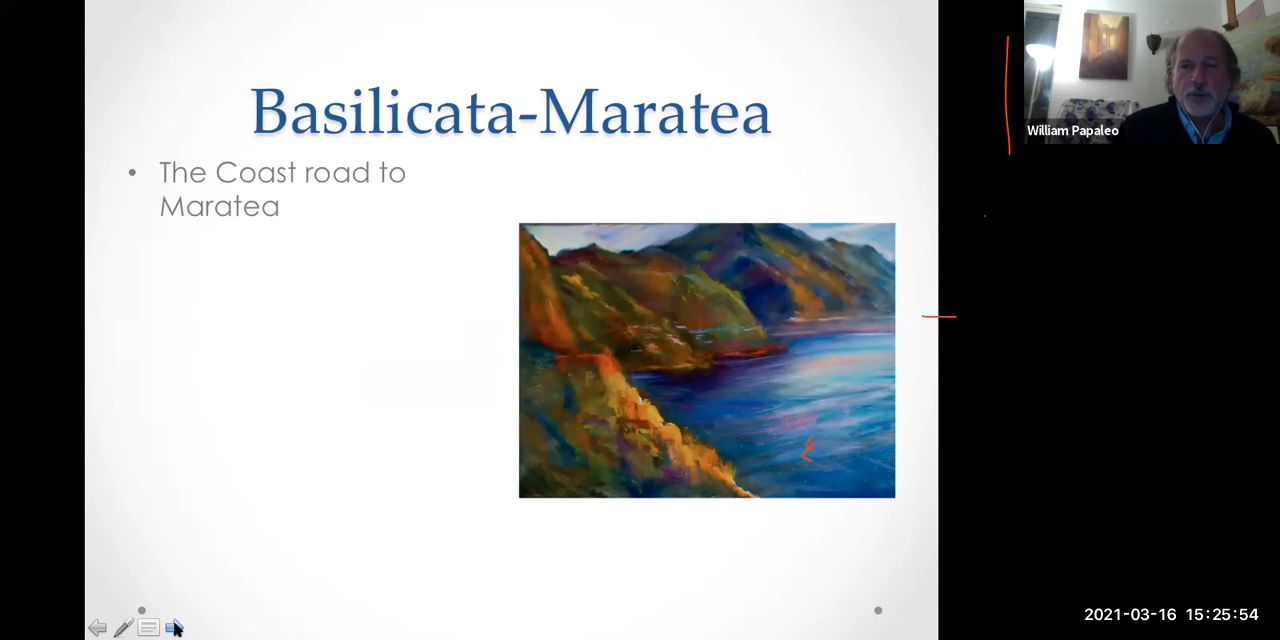 Basilicata-Maratea
• The Coast road to
Maratea
William Papaleo
2021-03-16 15:25:54